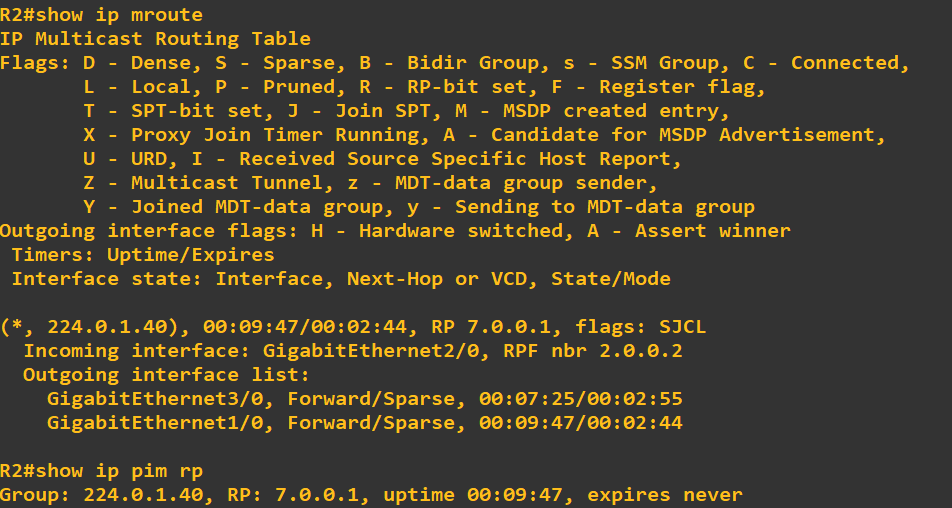 R2#show ip mroute
IP Multicast Routing Table
Flags: D - Dense, S - Sparse, B - Bidir Group, s - SSM Group, C - Connected,
       L - Local, P - Pruned, R - RP-bit set, F - Register flag,
       T - SPT-bit set, J - Join SPT, M - MSDP created entry,
       X - Proxy Join Timer Running, A - Candidate for MSDP Advertisement,
       U - URD, I - Received Source Specific Host Report,
       Z - Multicast Tunnel, z - MDT-data group sender,
       Y - Joined MDT-data group, y - Sending to MDT-data group
Outgoing interface flags: H - Hardware switched, A - Assert winner
 Timers: Uptime/Expires
 Interface state: Interface, Next-Hop or VCD, State/Mode

(*, 224.0.1.40), 00:09:47/00:02:44, RP 7.0.0.1, flags: SJCL
  Incoming interface: GigabitEthernet2/0, RPF nbr 2.0.0.2
  Outgoing interface list:
    GigabitEthernet3/0, Forward/Sparse, 00:07:25/00:02:55
    GigabitEthernet1/0, Forward/Sparse, 00:09:47/00:02:44

R2#show ip pim rp
Group: 224.0.1.40, RP: 7.0.0.1, uptime 00:09:47, expires never